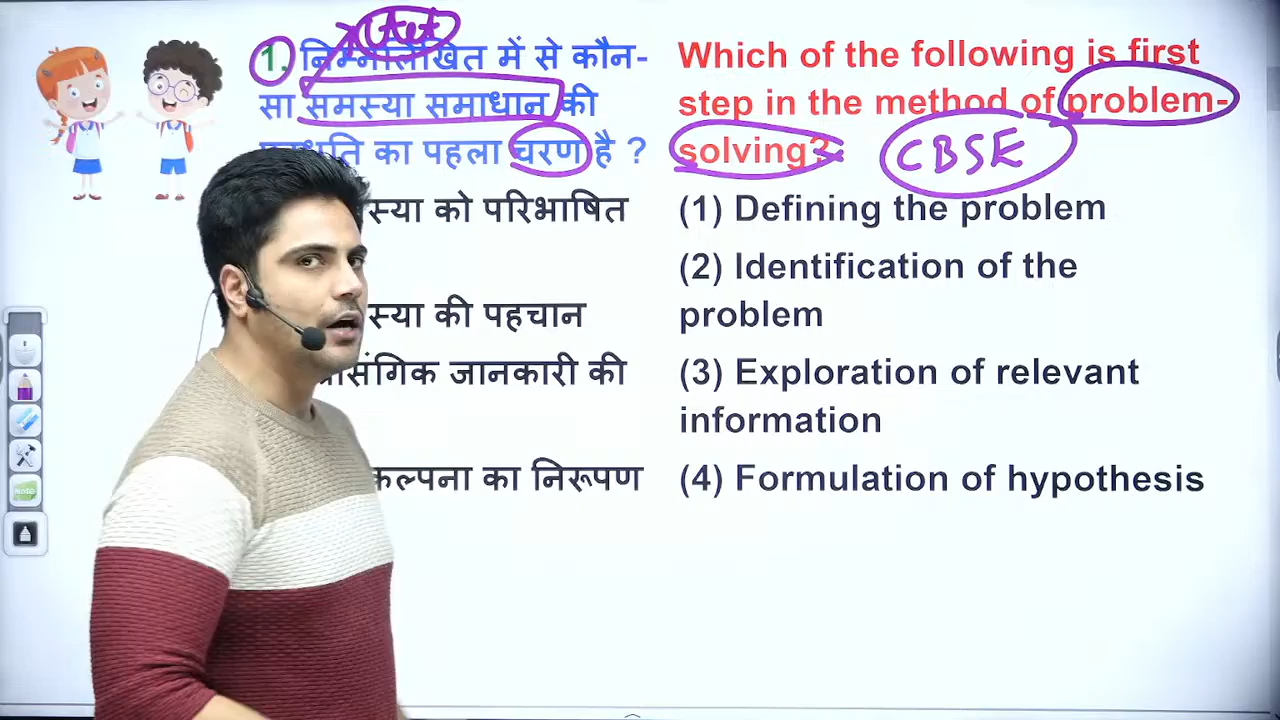 1. निम्नलिखित में से कौन-
सा समस्या समाधान की
का पहला चरण है ?
Which of the following is first
step in the method of problem-
solving?
CBSE
स्या को परिभाषित
(1) Defining the problem
स्या की पहचान
(2) Identification of the
problem
प्रासंगिक जानकारी की
(3) Exploration of relevant
information
कल्पना का निरूपण
(4) Formulation of hypothesis
Note